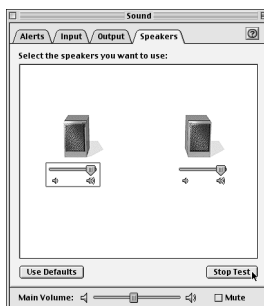 Sound
Alerts Input Output Speakers ?
Select the speakers you want to use:
Use Defaults Stop Test
Main Volume: Mute